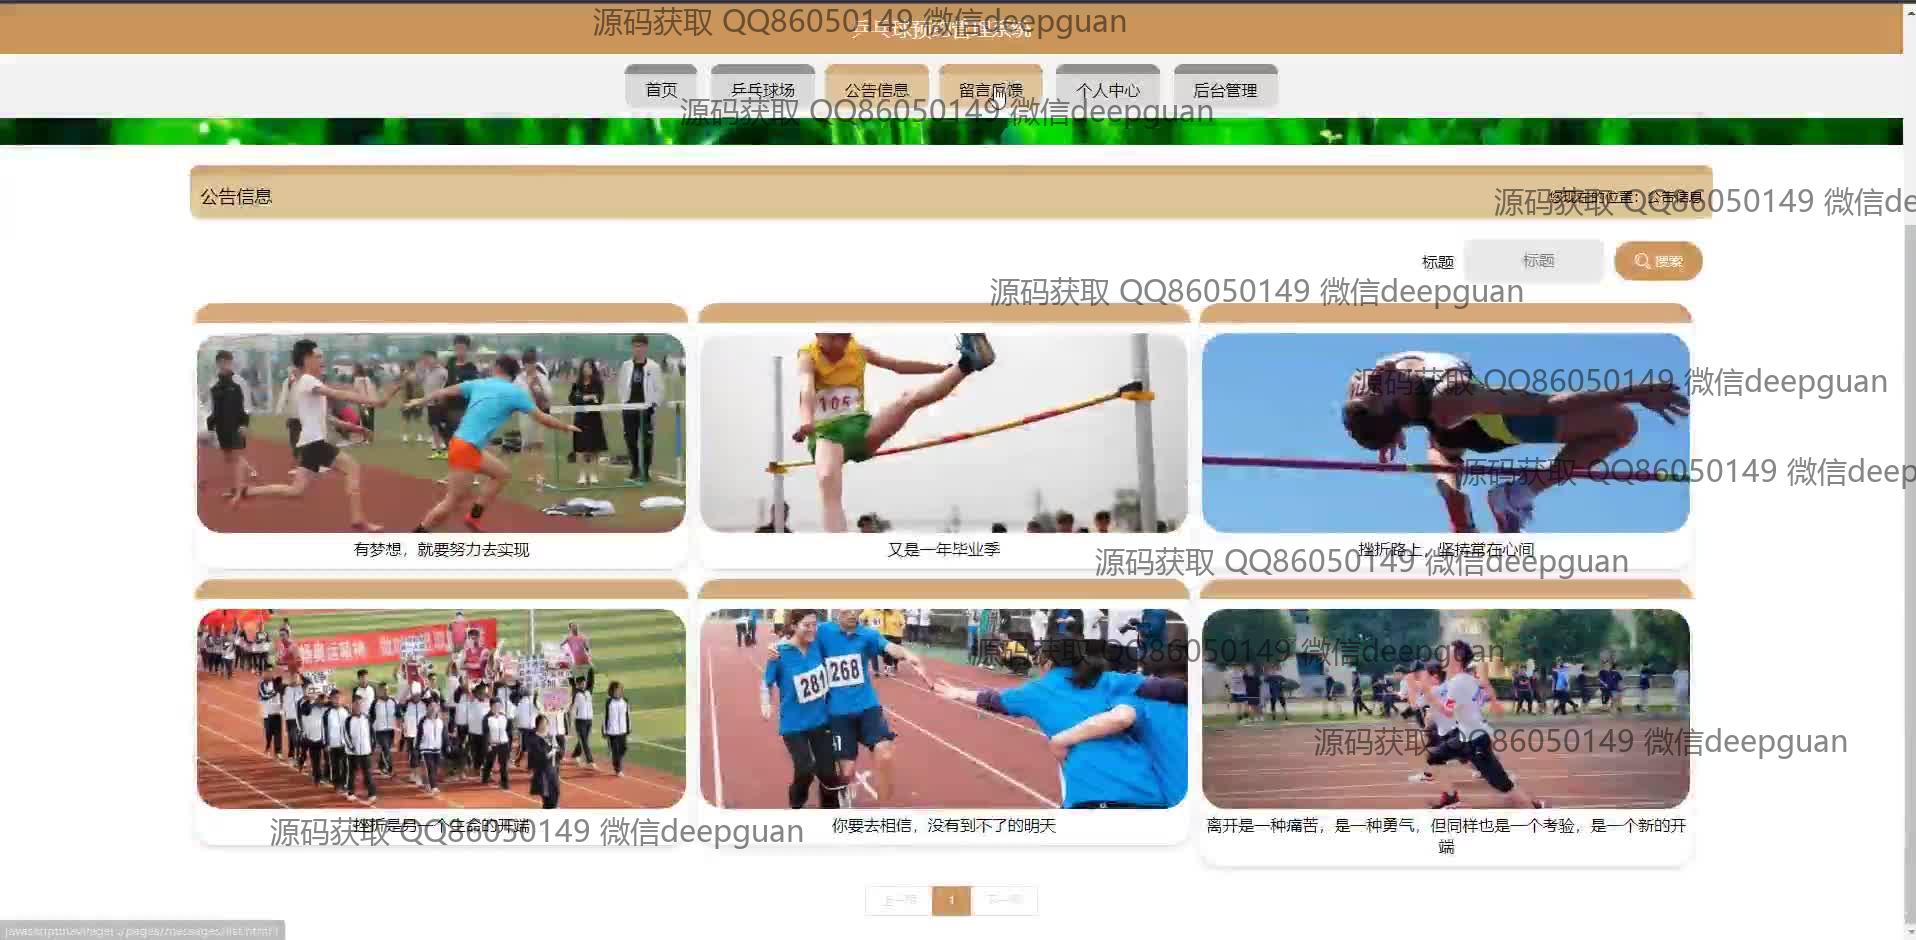 源码获取 QQ86050149 微信deepguan
乒乓球预约管理系统
首页 乒乓球场 公告信息 留言反馈 个人中心 后台管理
源码获取 QQ86050149 微信deepguan
公告信息
您现在的位置：公告信息
源码获取 QQ86050149 微信de
标题 标题 搜索
源码获取 QQ86050149 微信deepguan
105
源码获取 QQ86050149 微信deepguan
源码获取 QQ86050149 微信deep
有梦想，就要努力去实现
又是一年毕业季
挫折路上，坚持常在心间
源码获取 QQ86050149 微信deepguan
281 268
源码获取 QQ86050149 微信deepguan
源码获取 QQ86050149 微信deepguan
挫折是另一个生命的开端
你要去相信，没有到不了的明天
离开是一种痛苦，是一种勇气，但同样也是一个考验，是一个新的开
端
源码获取 QQ86050149 微信deepguan
上一页 1 下一页